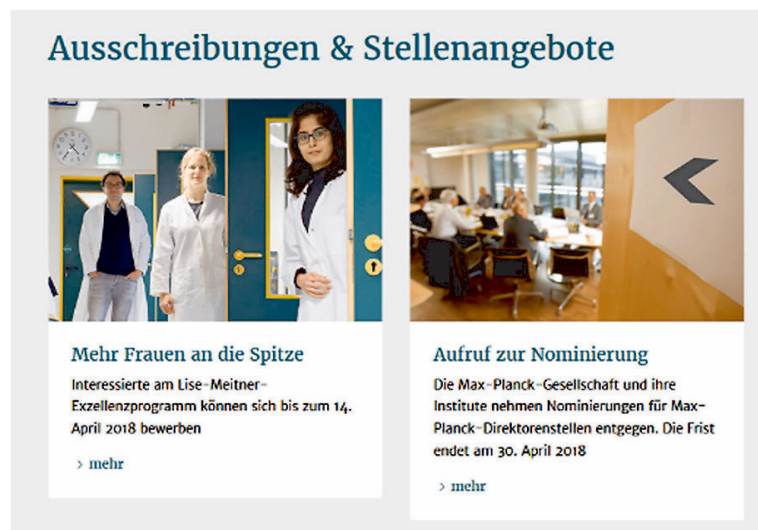 Ausschreibungen & Stellenangebote
Mehr Frauen an die Spitze
Interessierte am Lise-Meitner-
Exzellenzprogramm können sich bis zum 14.
April 2018 bewerben
> mehr
Aufruf zur Nominierung
Die Max-Planck-Gesellschaft und ihre
Institute nehmen Nominierungen für Max-
Planck-Direktorenstellen entgegen. Die Frist
endet am 30. April 2018
> mehr